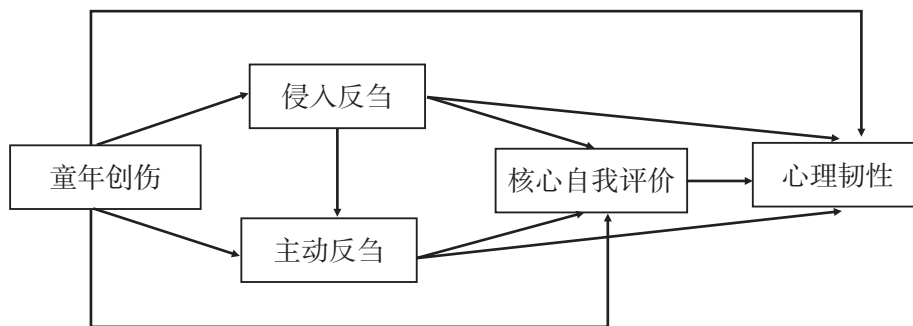 侵入反刍
童年创伤
核心自我评价
心理韧性
主动反刍